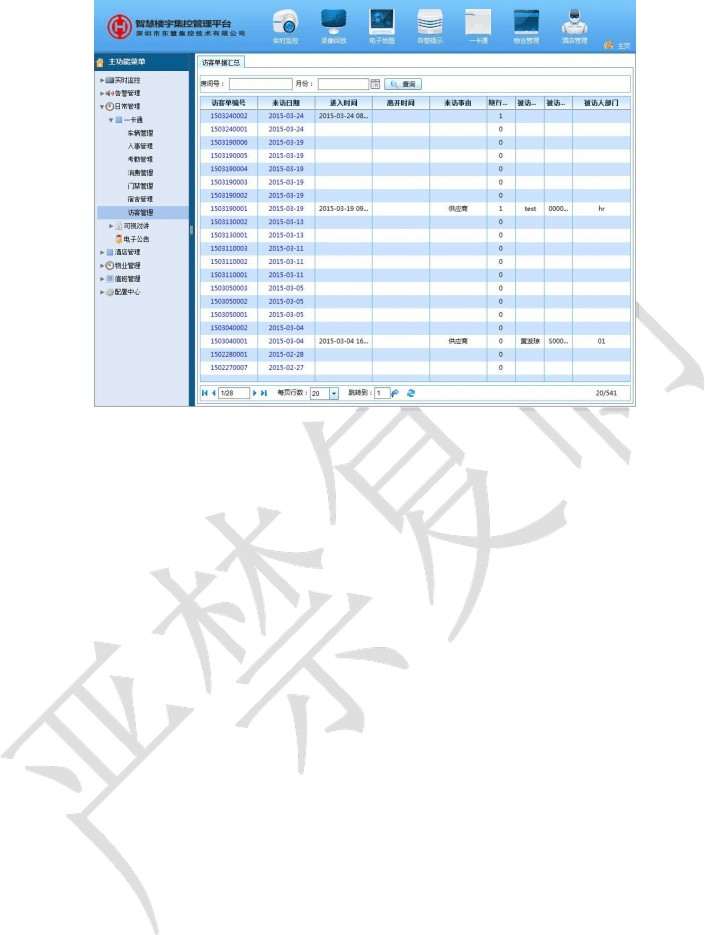 智慧楼宇集控管理平台
深圳市东慧集控技术有限公司
实时监控 录像回放 电子地图 告警提示 一卡通 物业管理 酒店管理 主页
主功能菜单
实时监控
告警管理
日常管理
一卡通
车辆管理
人事管理
考勤管理
消费管理
门禁管理
宿舍管理
访客管理
可视对讲
电子公告
酒店管理
物业管理
值班管理
配置中心
访客单据汇总
房间号： 月份： 查询
访客单编号 来访日期 进入时间 离开时间 来访事由 随行... 被访... 被访... 被访人部门
1503240002 2015-03-24 2015-03-24 08... 1
1503240001 2015-03-24 0
1503190006 2015-03-19 0
1503190005 2015-03-19 0
1503190004 2015-03-19 0
1503190003 2015-03-19 0
1503190002 2015-03-19 0
1503190001 2015-03-19 2015-03-19 09... 供应商 1 test 0000... hr
1503130002 2015-03-13 0
1503130001 2015-03-13 0
1503110003 2015-03-11 0
1503110002 2015-03-11 0
1503110001 2015-03-11 0
1503050003 2015-03-05 0
1503050002 2015-03-05 0
1503050001 2015-03-05 0
1503040002 2015-03-04 0
1503040001 2015-03-04 2015-03-04 16... 供应商 0 S000... 01
1502280001 2015-02-28 0
1502270007 2015-02-27 0
1/28 每页行数： 20 跳转到： 1 20/541
严禁复制